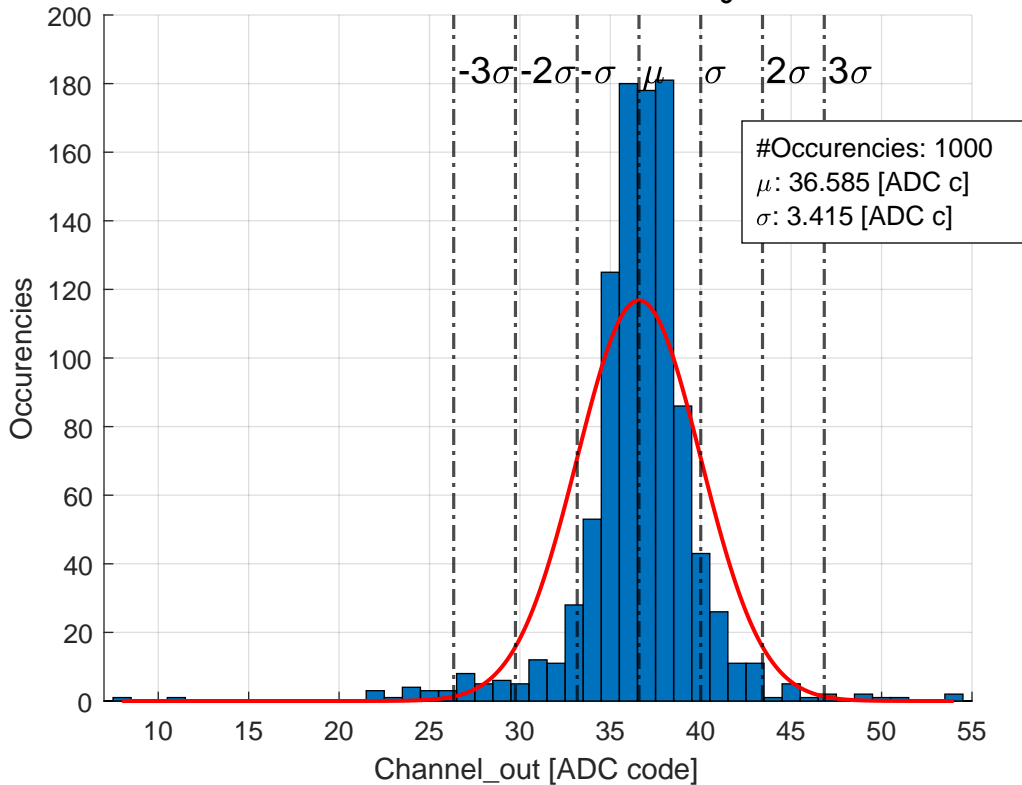 200
180
160
140
120
100
80
60
40
20
0
Occurencies
-3σ -2σ -σ μ σ 2σ 3σ
#Occurencies: 1000
μ: 36.585 [ADC c]
σ: 3.415 [ADC c]
10 15 20 25 30 35 40 45 50 55
Channel_out [ADC code]